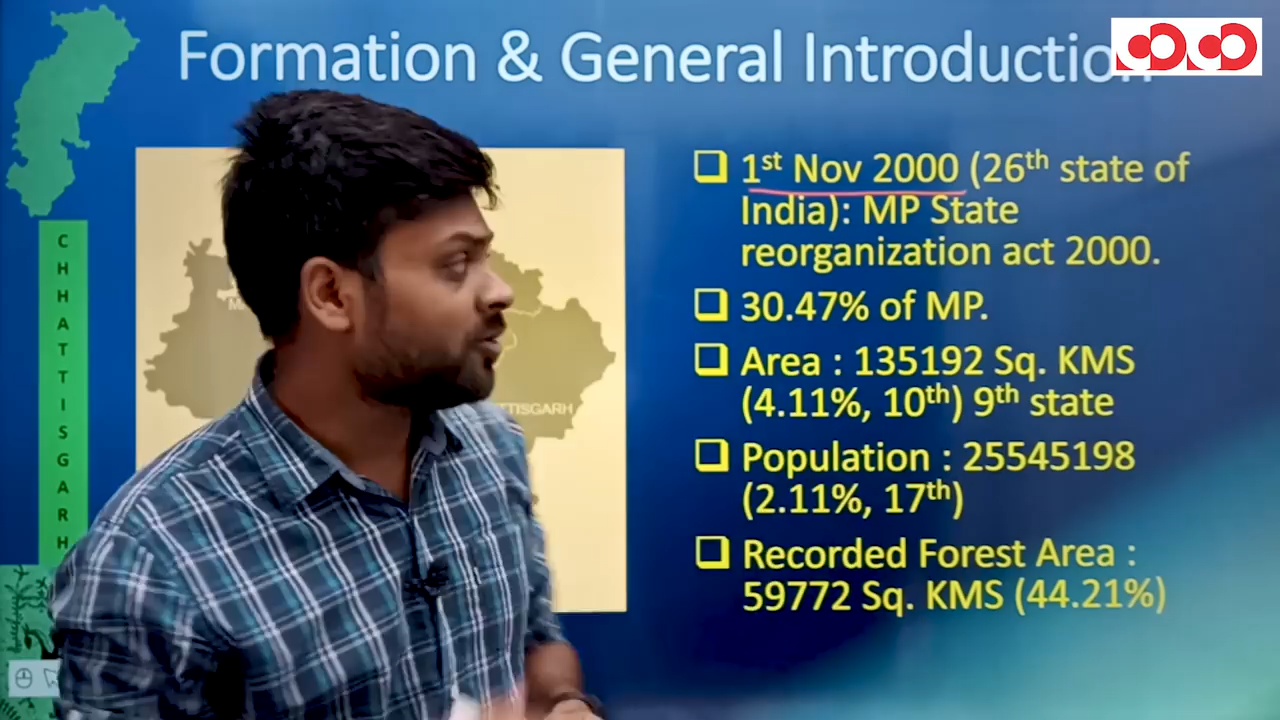 Formation & General Introduction
CHHATTISGARH
TTISGARH
1st Nov 2000 (26th state of
India): MP State
reorganization act 2000.
30.47% of MP.
Area : 135192 Sq. KMS
(4.11%, 10th) 9th state
Population : 25545198
(2.11%, 17th)
Recorded Forest Area :
59772 Sq. KMS (44.21%)